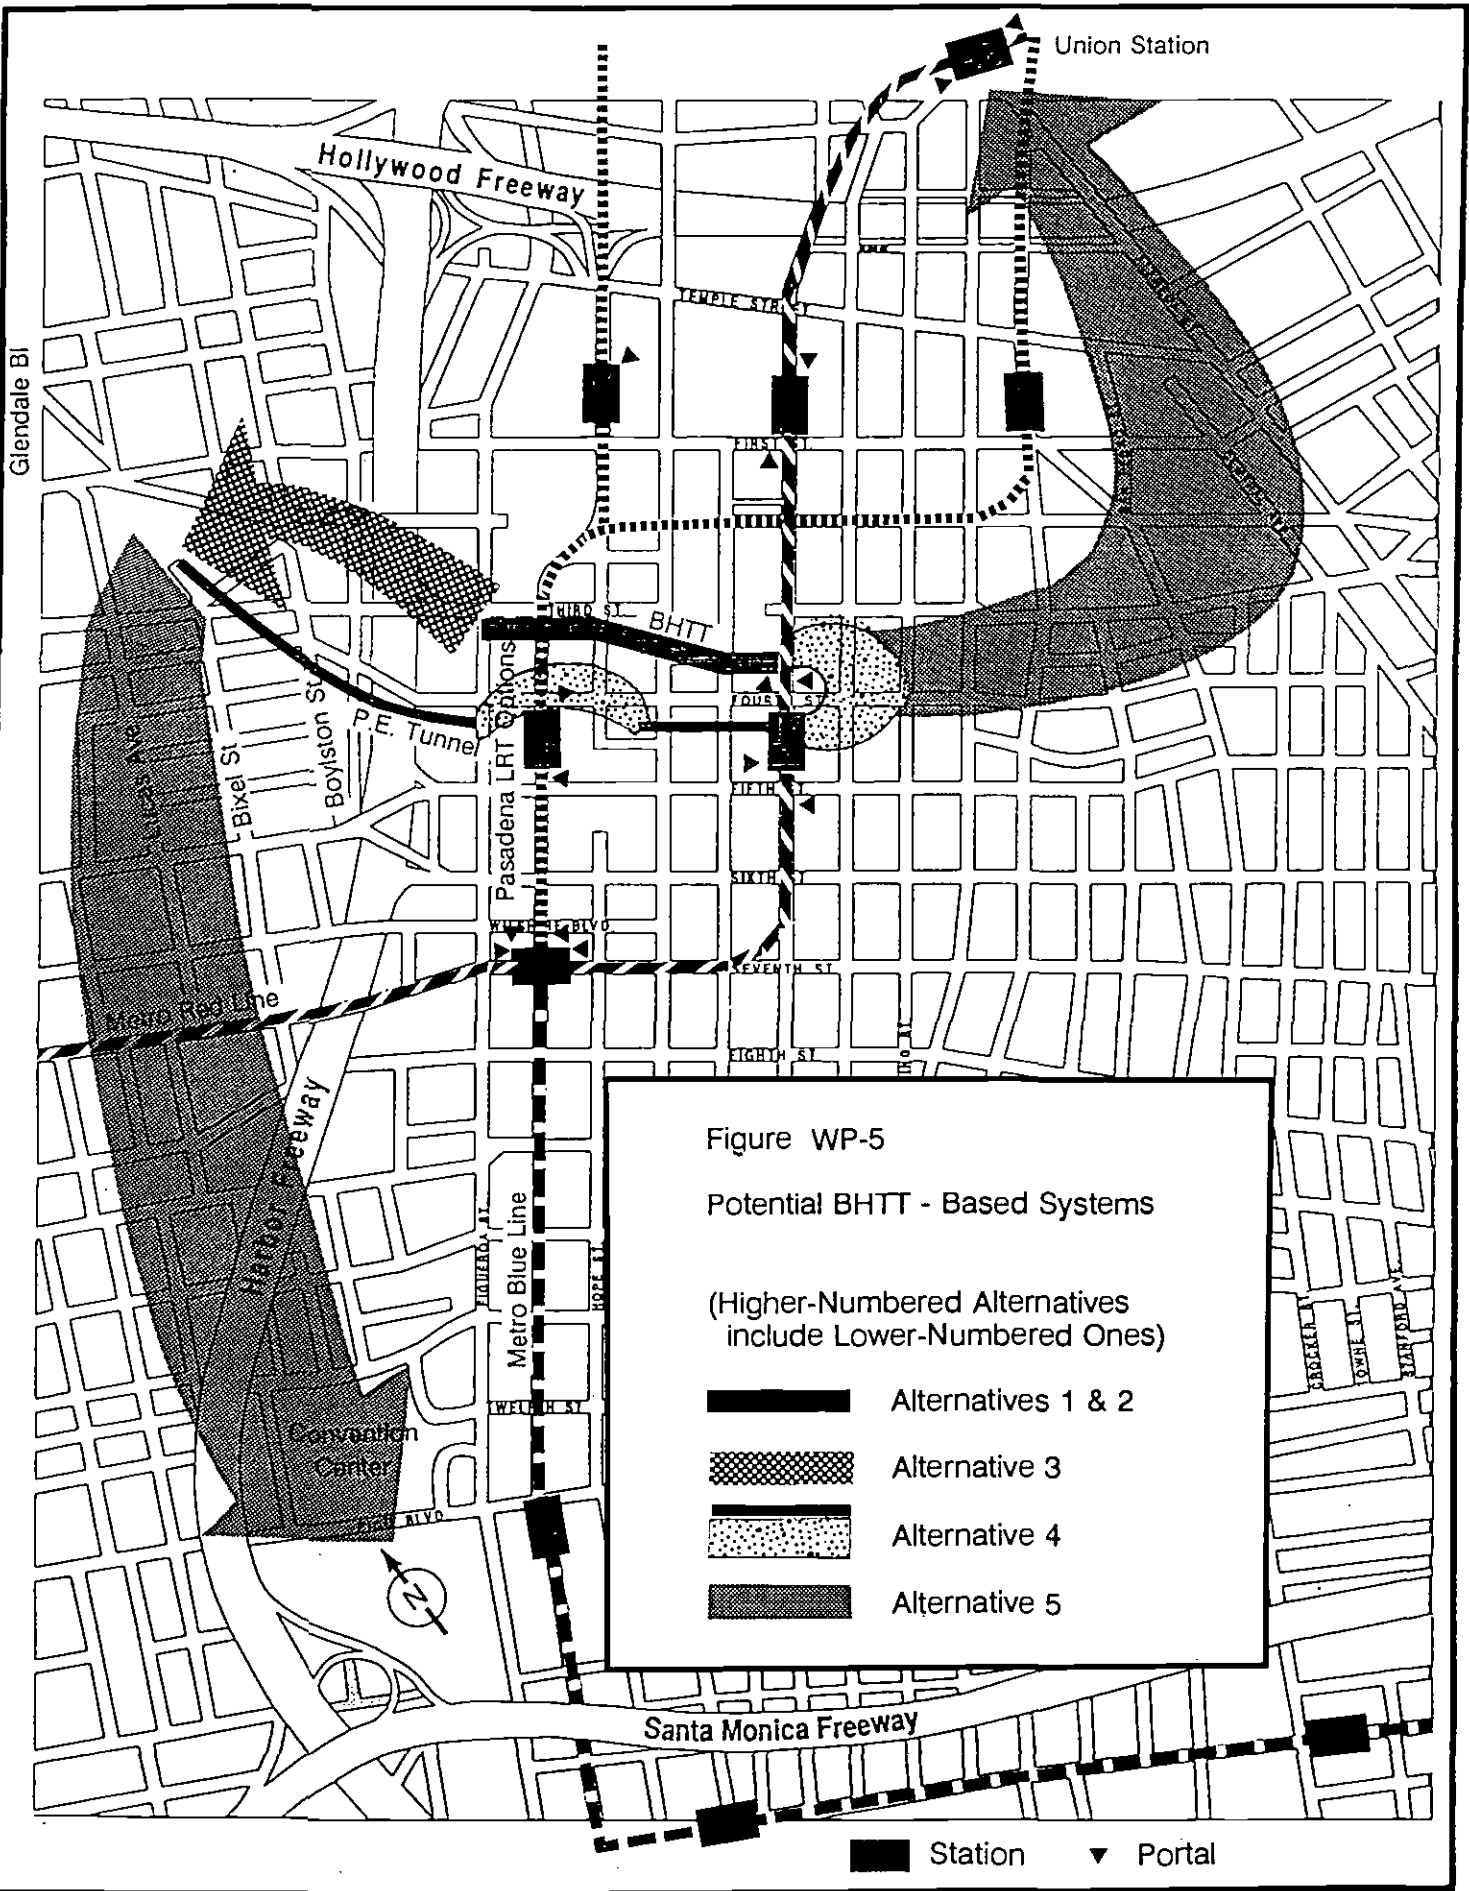 Union Station
Hollywood Freeway
TEMPLE STREET
Glendale Bl
FIRST ST.
THIRD ST.
BHTT
Pasadena LRT Options
P.E. Tunnel
Lucas Ave
Bixel St
Boylston St
FIFTH ST.
SIXTH ST
WILSHIRE BLVD
SEVENTH ST
Metro Red Line
EIGHTH ST
Harbor Freeway
FIGUEROA ST.
Metro Blue Line
HOPE ST.
TWELFTH ST
Convention
Center
PICO BLVD
N
CROCKER ST.
TOWNE ST.
STANFORD AVE.
Figure WP-5
Potential BHTT - Based Systems
(Higher-Numbered Alternatives
include Lower-Numbered Ones)
Alternatives 1 & 2
Alternative 3
Alternative 4
Alternative 5
Santa Monica Freeway
Station
Portal